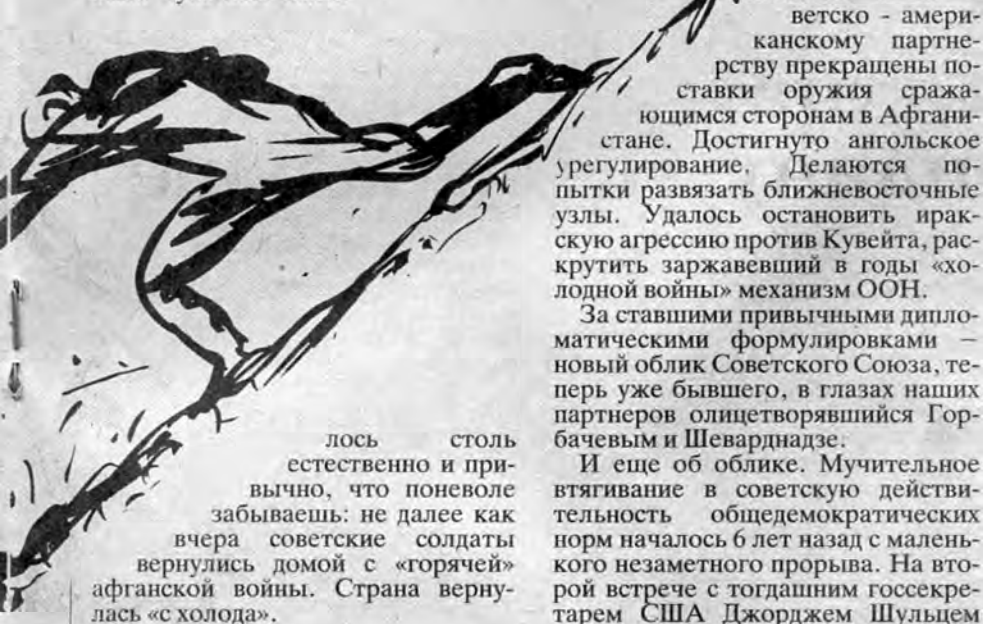 лось столь
естественно и при-
вычно, что поневоле
забываешь: не далее как
вчера советские солдаты
вернулись домой с «горячей»
афганской войны. Страна верну-
лась «с холода».
ветско - амери-
канскому партне-
рству прекращены по-
ставки оружия сража-
ющимся сторонам в Афгани-
стане. Достигнуто ангольское
урегулирование. Делаются по-
пытки развязать ближневосточные
узлы. Удалось остановить ирак-
скую агрессию против Кувейта, рас-
крутить заржавевший в годы «хо-
лодной войны» механизм ООН.
За ставшими привычными дипло-
матическими формулировками –
новый облик Советского Союза, те-
перь уже бывшего, в глазах наших
партнеров олицетворявшийся Гор-
бачевым и Шеварднадзе.
И еще об облике. Мучительное
втягивание в советскую действи-
тельность общедемократических
норм началось 6 лет назад с малень-
кого незаметного прорыва. На вто-
рой встрече с тогдашним госсекре-
тарем США Джорджем Шульцем